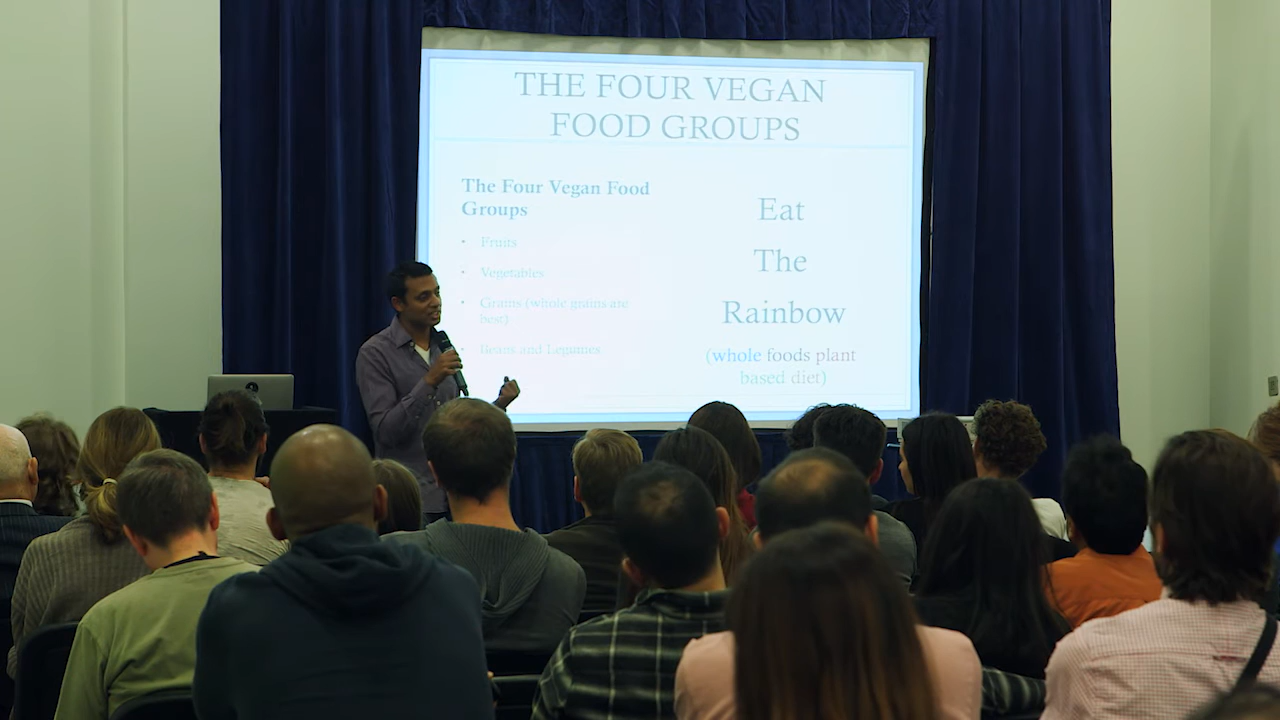 THE FOUR VEGAN
FOOD GROUPS
The Four Vegan Food
Groups
• Fruits
• Vegetables
• Grains (whole grains are
best)
• Beans and Legumes
Eat
The
Rainbow
(whole foods plant
based diet)